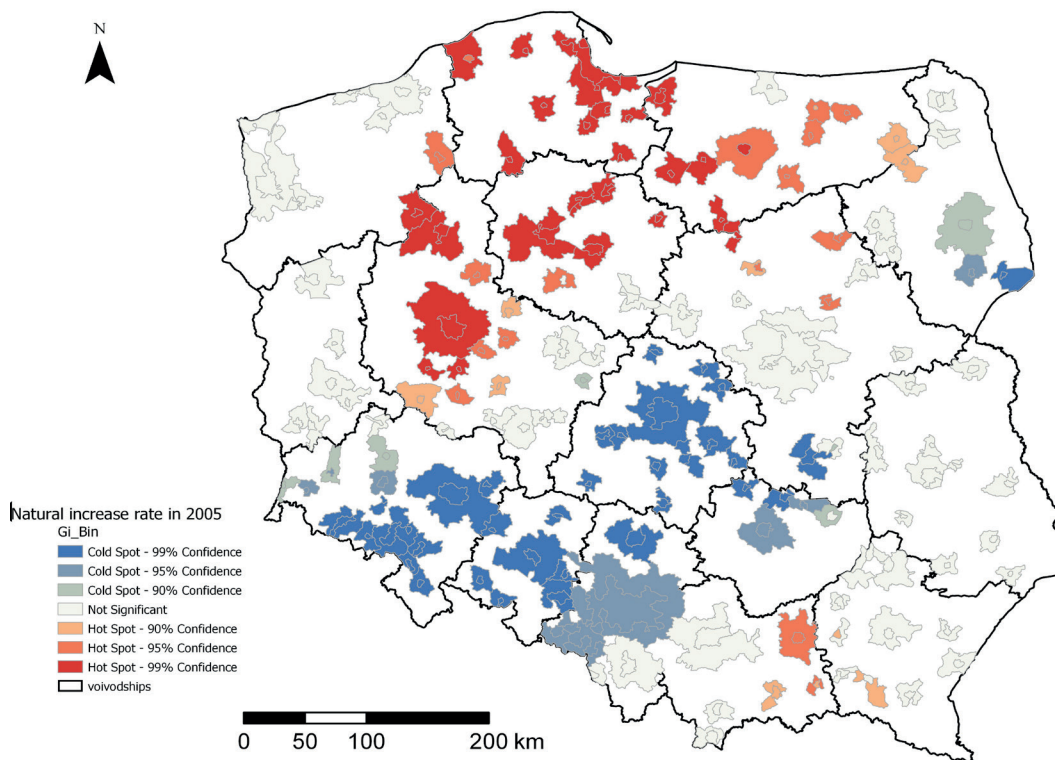 N
Natural increase rate in 2005
Gi_Bin
Cold Spot - 99% Confidence
Cold Spot - 95% Confidence
Cold Spot - 90% Confidence
Not Significant
Hot Spot - 90% Confidence
Hot Spot - 95% Confidence
Hot Spot - 99% Confidence
voivodships
0 50 100 200 km